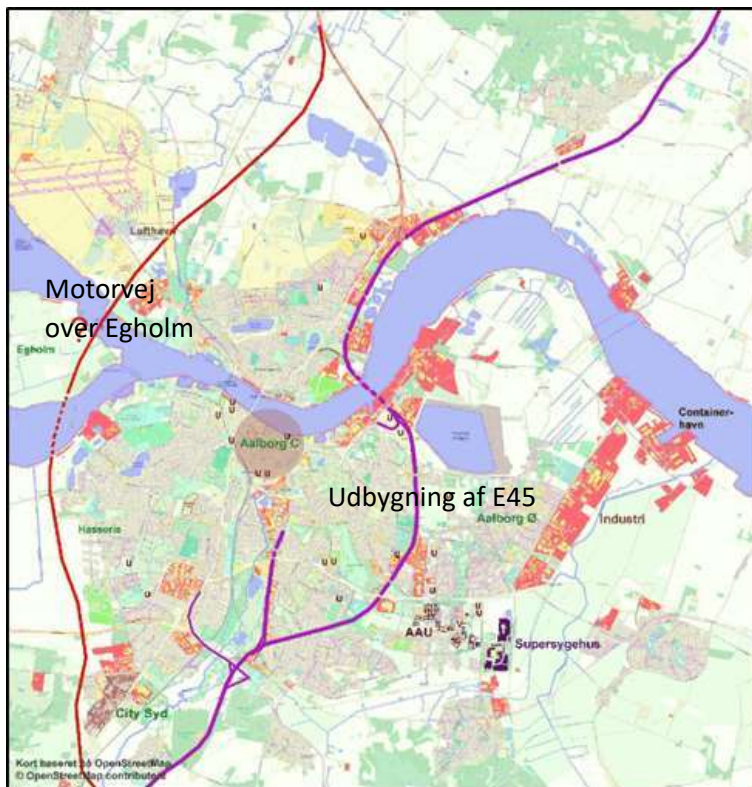 Lufthavn
Motorvej
over Egholm
Egholm
Container-
havn
Aalborg C
Udbygning af E45
Aalborg Ø
Industri
Hasseris
AAU
Supersygehus
City Syd
Kort baseret på OpenStreetMap
© OpenStreetMap contributors